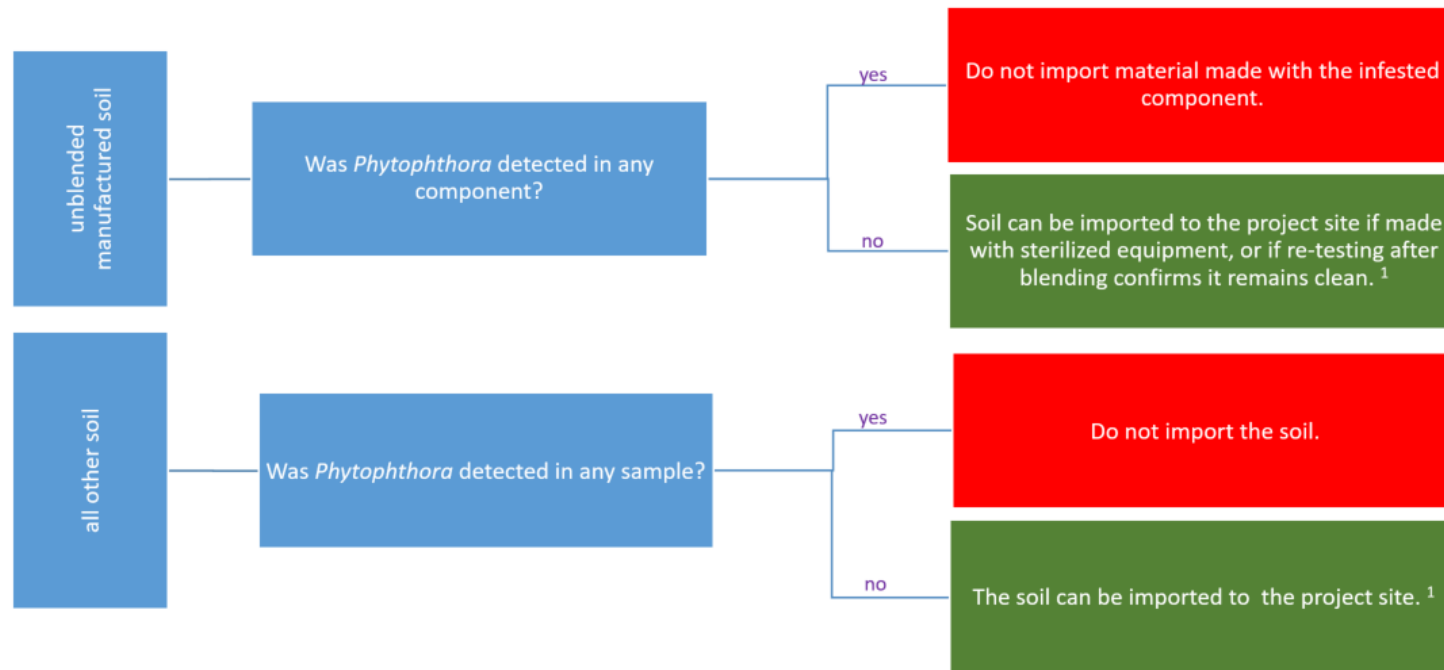 unblended
manufactured soil
Was Phytophthora detected in any
component?
yes
Do not import material made with the infested
component.
no
Soil can be imported to the project site if made
with sterilized equipment, or if re-testing after
blending confirms it remains clean. 1
all other soil
Was Phytophthora detected in any sample?
yes
Do not import the soil.
no
The soil can be imported to  the project site. 1